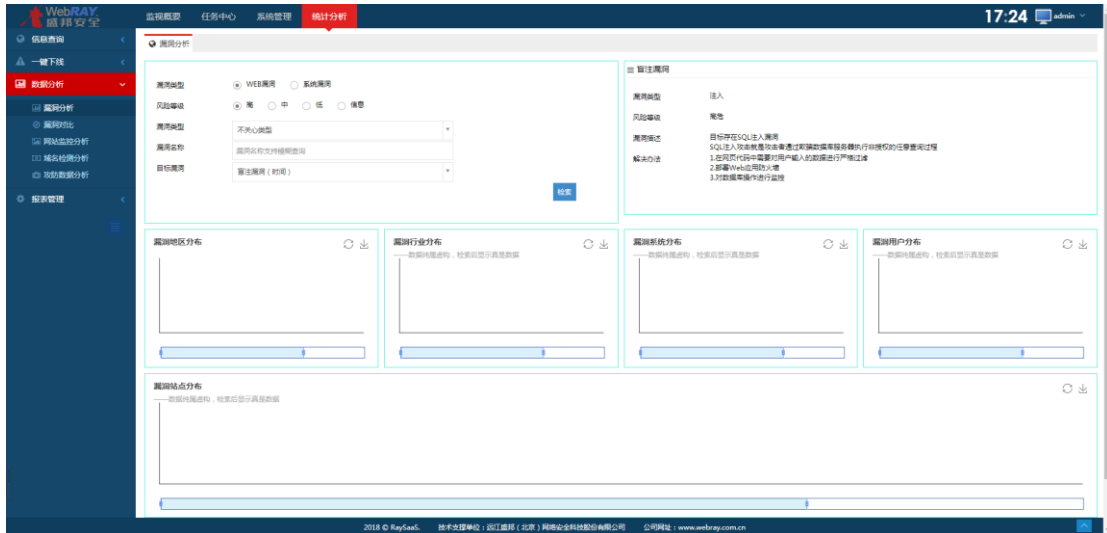 WebRAY.
盛邦安全
监视概要 任务中心 系统管理 统计分析
17:24 admin
信息查询
一键下线
数据分析
漏洞分析
漏洞对比
网站监控分析
域名检测分析
攻防数据分析
报表管理
漏洞分析
漏洞类型 WEB漏洞 系统漏洞
风险等级 高 中 低 信息
漏洞类型 不关心类型
漏洞名称 漏洞名称支持模糊查询
目标漏洞 盲注漏洞(时间)
检索
盲注漏洞
漏洞类型 注入
风险等级 高危
漏洞描述 目标存在SQL注入漏洞
SQL注入攻击就是攻击者通过欺骗数据库服务器执行非授权的任意查询过程
解决办法 1.在网页代码中需要对用户输入的数据进行严格过滤
2.部署Web应用防火墙
3.对数据库操作进行监控
漏洞地区分布
漏洞行业分布
——数据纯属虚构,检索后显示真是数据
漏洞系统分布
——数据纯属虚构,检索后显示真是数据
漏洞用户分布
——数据纯属虚构,检索后显示真是数据
漏洞站点分布
——数据纯属虚构,检索后显示真是数据
2018 © RaySaaS. 技术支撑单位:远江盛邦(北京)网络安全科技股份有限公司 公司网址:www.webray.com.cn